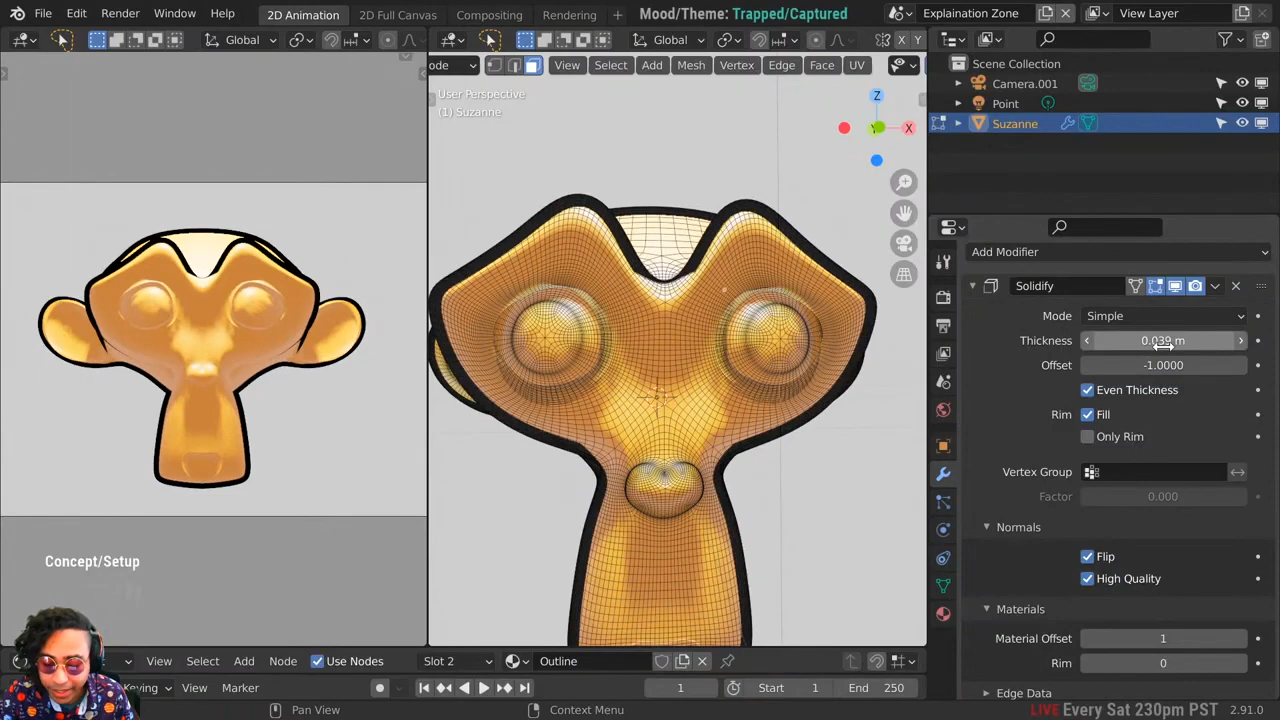 File Edit Render Window Help 2D Animation 2D Full Canvas Compositing Rendering + Mood/Theme: Trapped/Captured Explaination Zone View Layer
Global Global X Y
ode View Select Add Mesh Vertex Edge Face UV
User Perspective
(1) Suzanne
Z
Y X
Scene Collection
Camera.001
Point
Suzanne
Add Modifier
Solidify
Mode Simple
Thickness 0.039 m
Offset -1.0000
Even Thickness
Rim Fill
Only Rim
Vertex Group
Factor 0.000
Normals
Flip
High Quality
Materials
Material Offset 1
Rim 0
Edge Data
Concept/Setup
View Select Add Node Use Nodes Slot 2 Outline
Keying View Marker 1 Start 1 End 250
Pan View Context Menu LIVE Every Sat 230pm PST 2.91.0